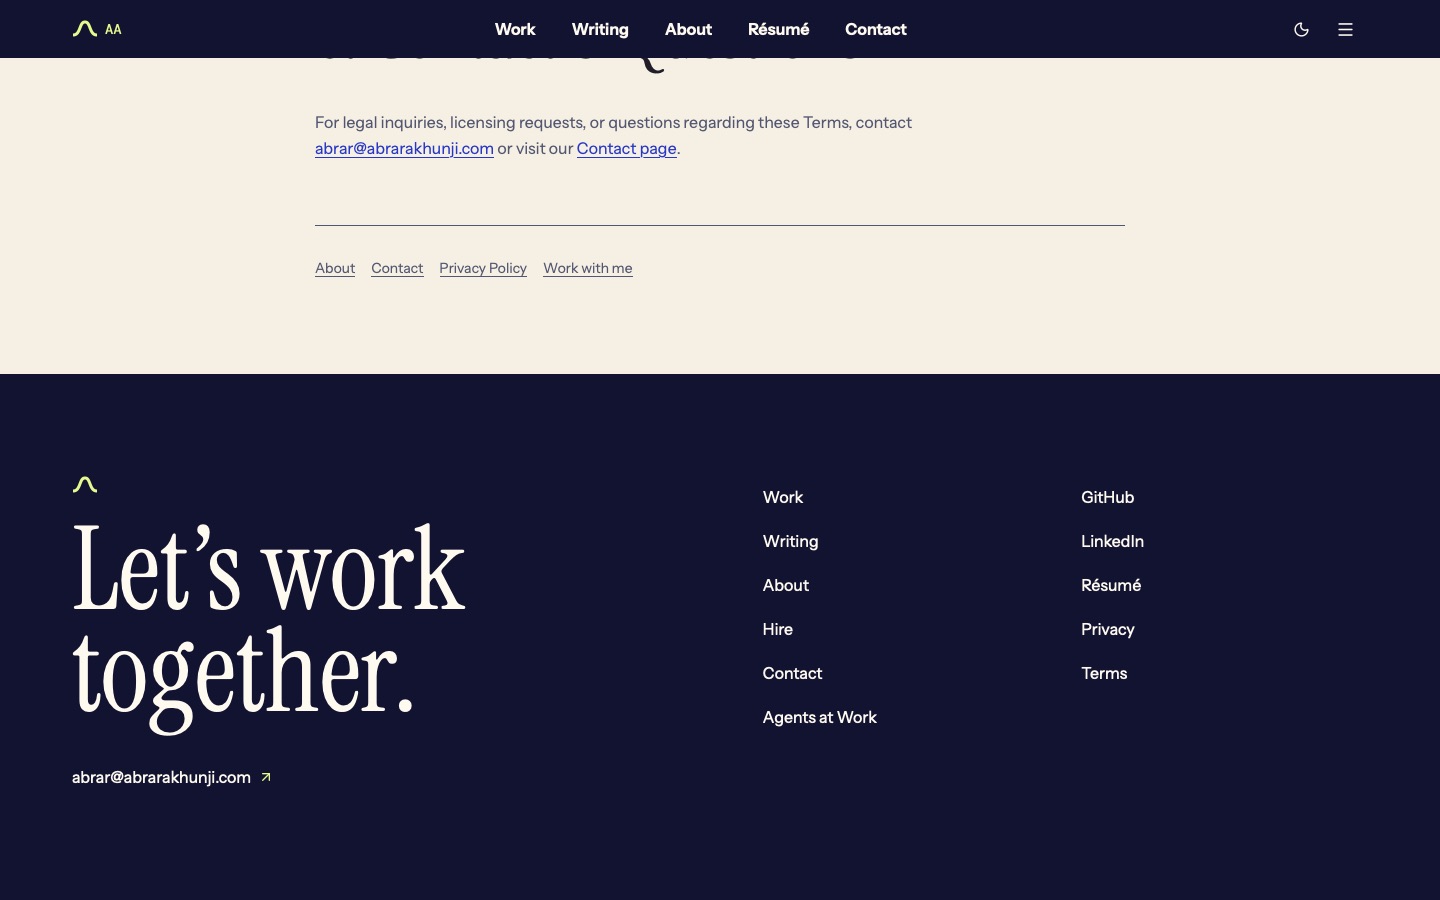 AA
Work
Writing
About
Résumé
Contact
For legal inquiries, licensing requests, or questions regarding these Terms, contact
abrar@abrarakhunji.com or visit our Contact page.
About
Contact
Privacy Policy
Work with me
Let’s work
together.
abrar@abrarakhunji.com
Work
Writing
About
Hire
Contact
Agents at Work
GitHub
LinkedIn
Résumé
Privacy
Terms